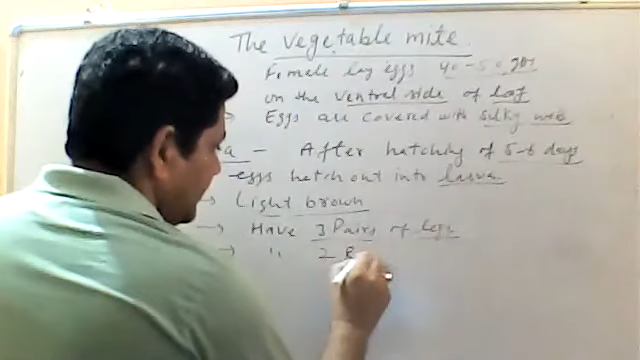 The vegetable mite
Female lay eggs 40-50 eggs
on the ventral side of leaf
Eggs are covered with silky web
a - After hatching of 5-6 days
eggs hatch out into larva
→ Light brown
→ Have 3 Pairs of legs
→ " 2